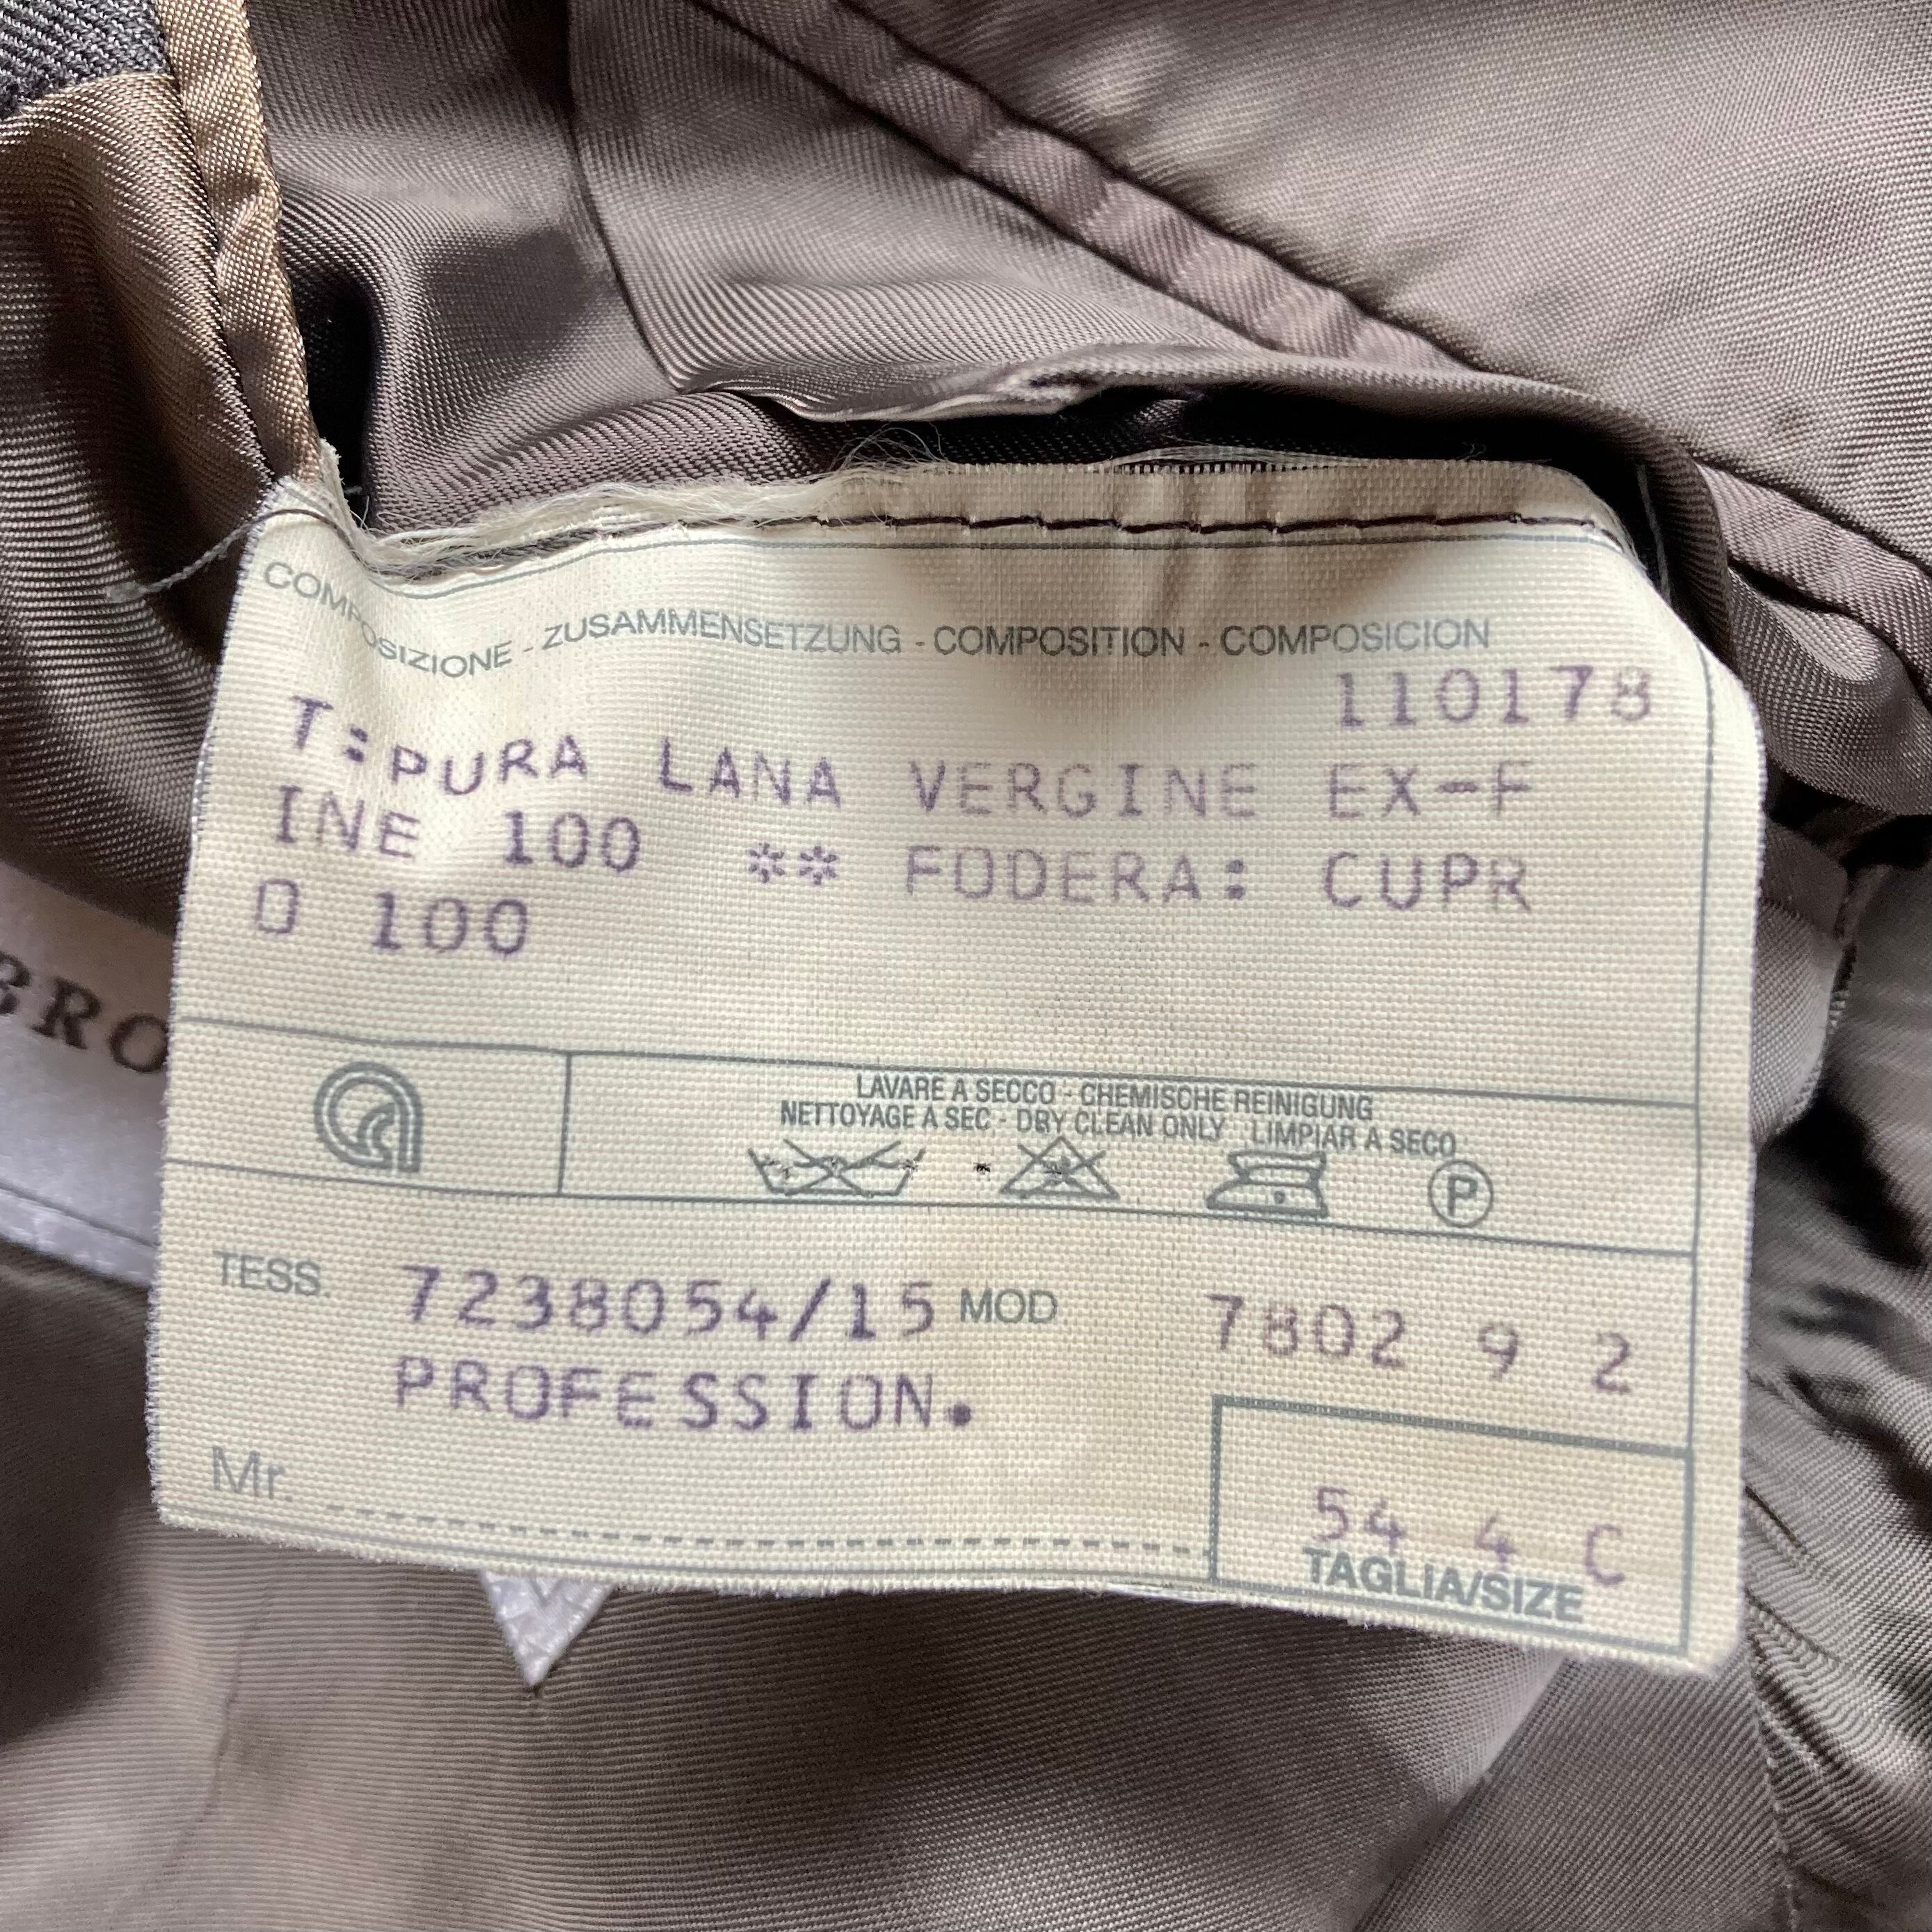 COMPOSIZIONE - ZUSAMMENSETZUNG - COMPOSITION - COMPOSICION
110178
T:PURA LANA VERGINE EX-F
INE 100 ** FODERA: CUPR
O 100
BRO
LAVARE A SECCO - CHEMISCHE REINIGUNG
NETTOYAGE A SEC - DRY CLEAN ONLY LIMPIAR A SECO
P
TESS. 7238054/15 MOD 7802 9 2
PROFESSION.
Mr.
54 4 C
TAGLIA/SIZE